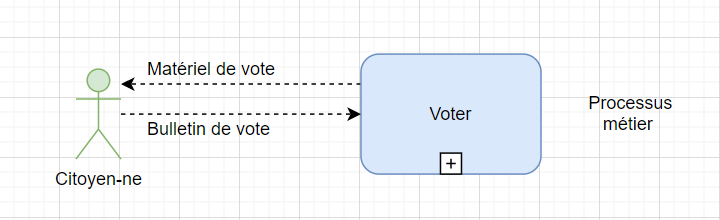 Matériel de vote
Bulletin de vote
Citoyen-ne
Voter
Processus
métier